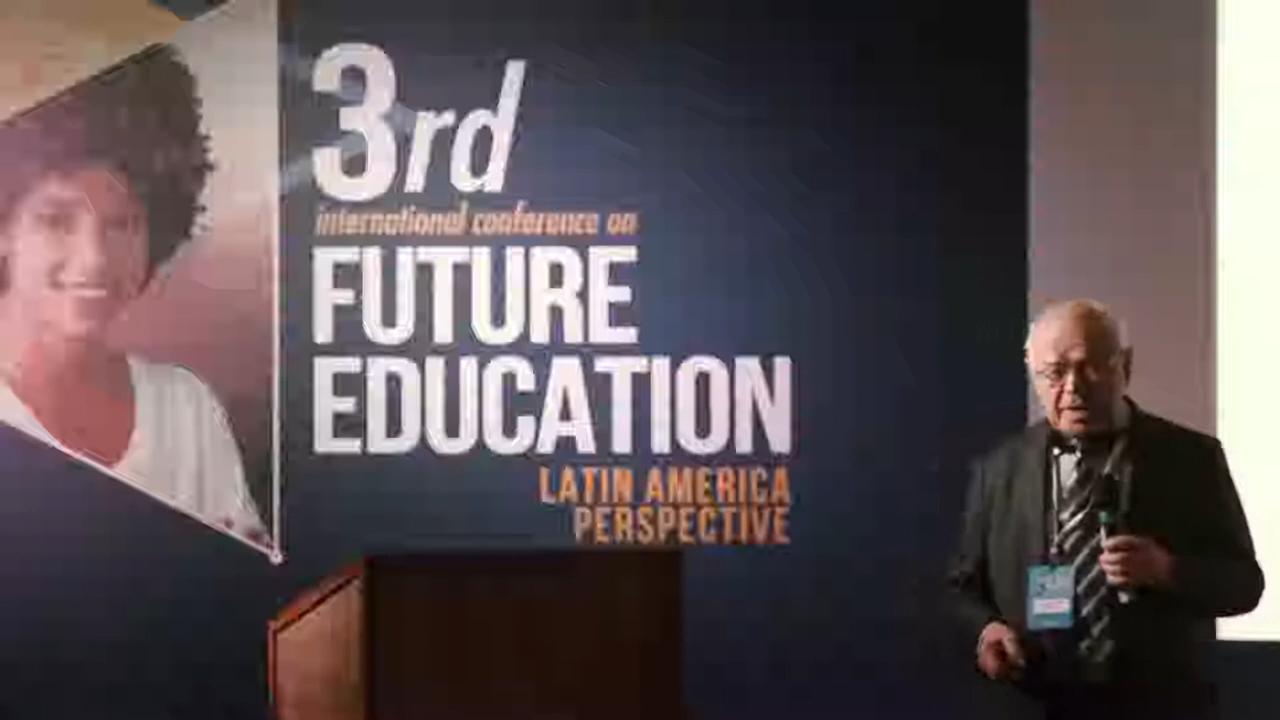 3rd
international conference on
FUTURE
EDUCATION
LATIN AMERICA
PERSPECTIVE